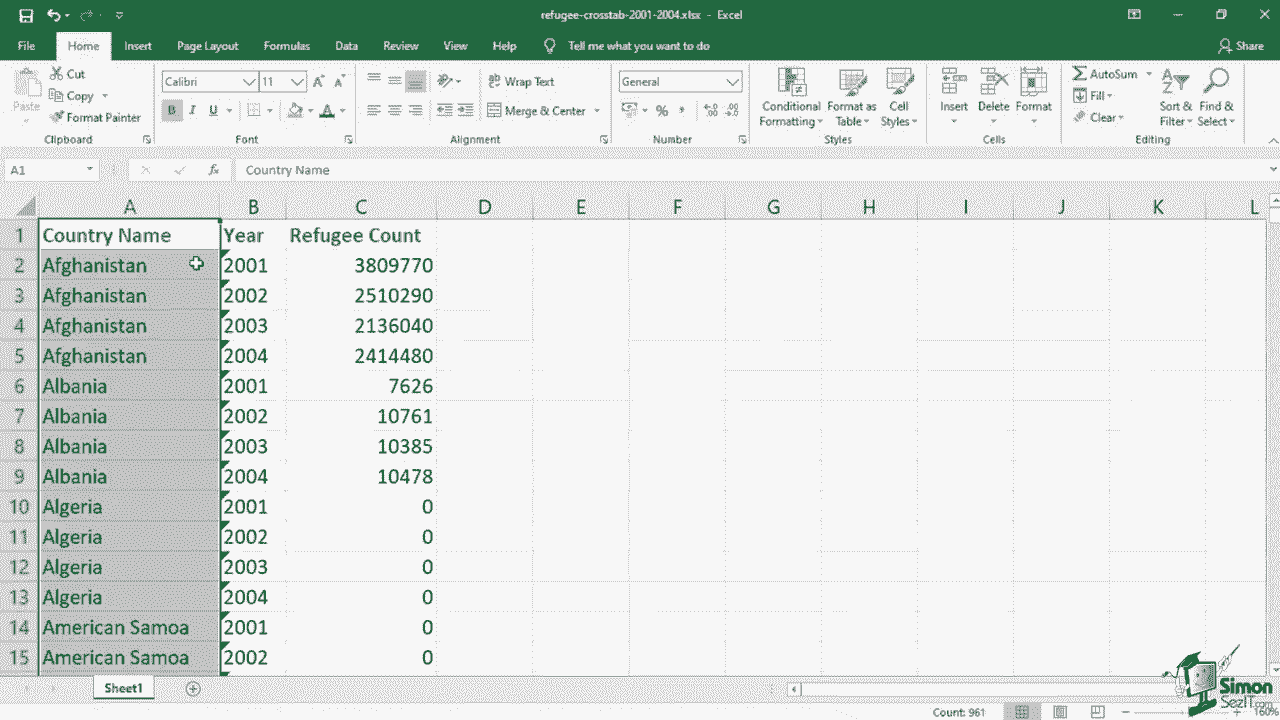 refugee-crosstab-2001-2004.xlsx - Excel
File Home Insert Page Layout Formulas Data Review View Help Tell me what you want to do Share
Cut
Copy
Format Painter
Paste
Clipboard
Calibri 11
B I U
Font
Wrap Text
Merge & Center
Alignment
General
%
Number
Conditional Formatting
Format as Table
Cell Styles
Styles
Insert Delete Format
Cells
AutoSum
Fill
Clear
Sort & Filter
Find & Select
Editing
A1 fx Country Name
A B C D E F G H I J K L
1 Country Name Year Refugee Count
2 Afghanistan 2001 3809770
3 Afghanistan 2002 2510290
4 Afghanistan 2003 2136040
5 Afghanistan 2004 2414480
6 Albania 2001 7626
7 Albania 2002 10761
8 Albania 2003 10385
9 Albania 2004 10478
10 Algeria 2001 0
11 Algeria 2002 0
12 Algeria 2003 0
13 Algeria 2004 0
14 American Samoa 2001 0
15 American Samoa 2002 0
Sheet1
Simon
SezIT.com
Count: 961 160%